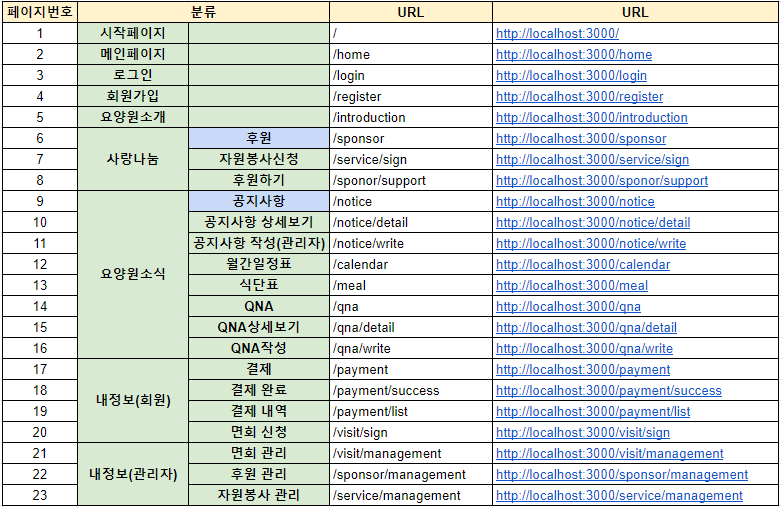 페이지번호 분류 URL URL
1 시작페이지 / http://localhost:3000/
2 메인페이지 /home http://localhost:3000/home
3 로그인 /login http://localhost:3000/login
4 회원가입 /register http://localhost:3000/register
5 요양원소개 /introduction http://localhost:3000/introduction
6 사랑나눔 후원 /sponsor http://localhost:3000/sponsor
7 자원봉사신청 /service/sign http://localhost:3000/service/sign
8 후원하기 /sponor/support http://localhost:3000/sponor/support
9 요양원소식 공지사항 /notice http://localhost:3000/notice
10 공지사항 상세보기 /notice/detail http://localhost:3000/notice/detail
11 공지사항 작성(관리자) /notice/write http://localhost:3000/notice/write
12 월간일정표 /calendar http://localhost:3000/calendar
13 식단표 /meal http://localhost:3000/meal
14 QNA /qna http://localhost:3000/qna
15 QNA상세보기 /qna/detail http://localhost:3000/qna/detail
16 QNA작성 /qna/write http://localhost:3000/qna/write
17 내정보(회원) 결제 /payment http://localhost:3000/payment
18 결제 완료 /payment/success http://localhost:3000/payment/success
19 결제 내역 /payment/list http://localhost:3000/payment/list
20 면회 신청 /visit/sign http://localhost:3000/visit/sign
21 내정보(관리자) 면회 관리 /visit/management http://localhost:3000/visit/management
22 후원 관리 /sponsor/management http://localhost:3000/sponsor/management
23 자원봉사 관리 /service/management http://localhost:3000/service/management